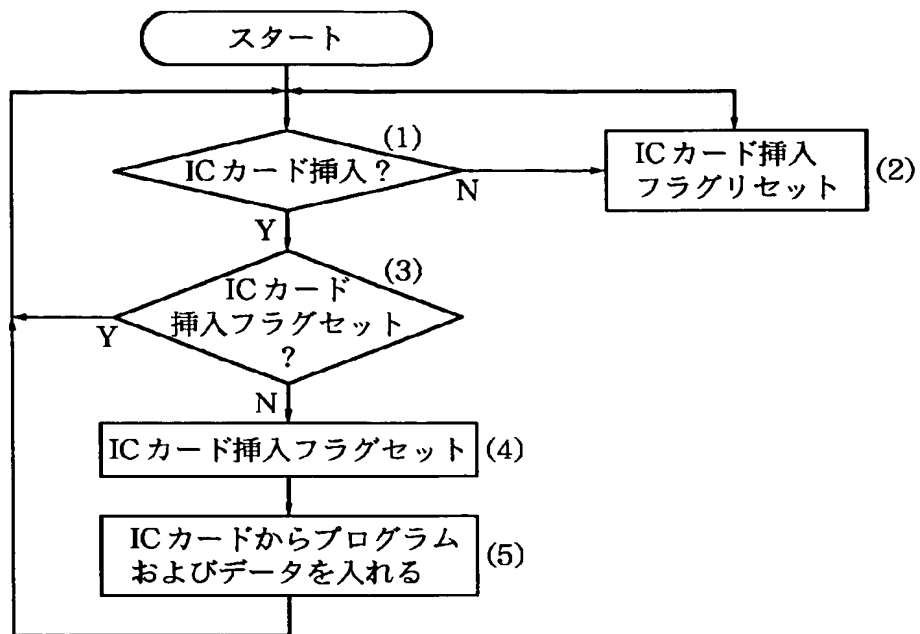 スタート
(1)
ICカード挿入?
N
Y
ICカード挿入
フラグリセット
(2)
(3)
ICカード
挿入フラグセット
?
Y
N
ICカード挿入フラグセット
(4)
ICカードからプログラム
およびデータを入れる
(5)